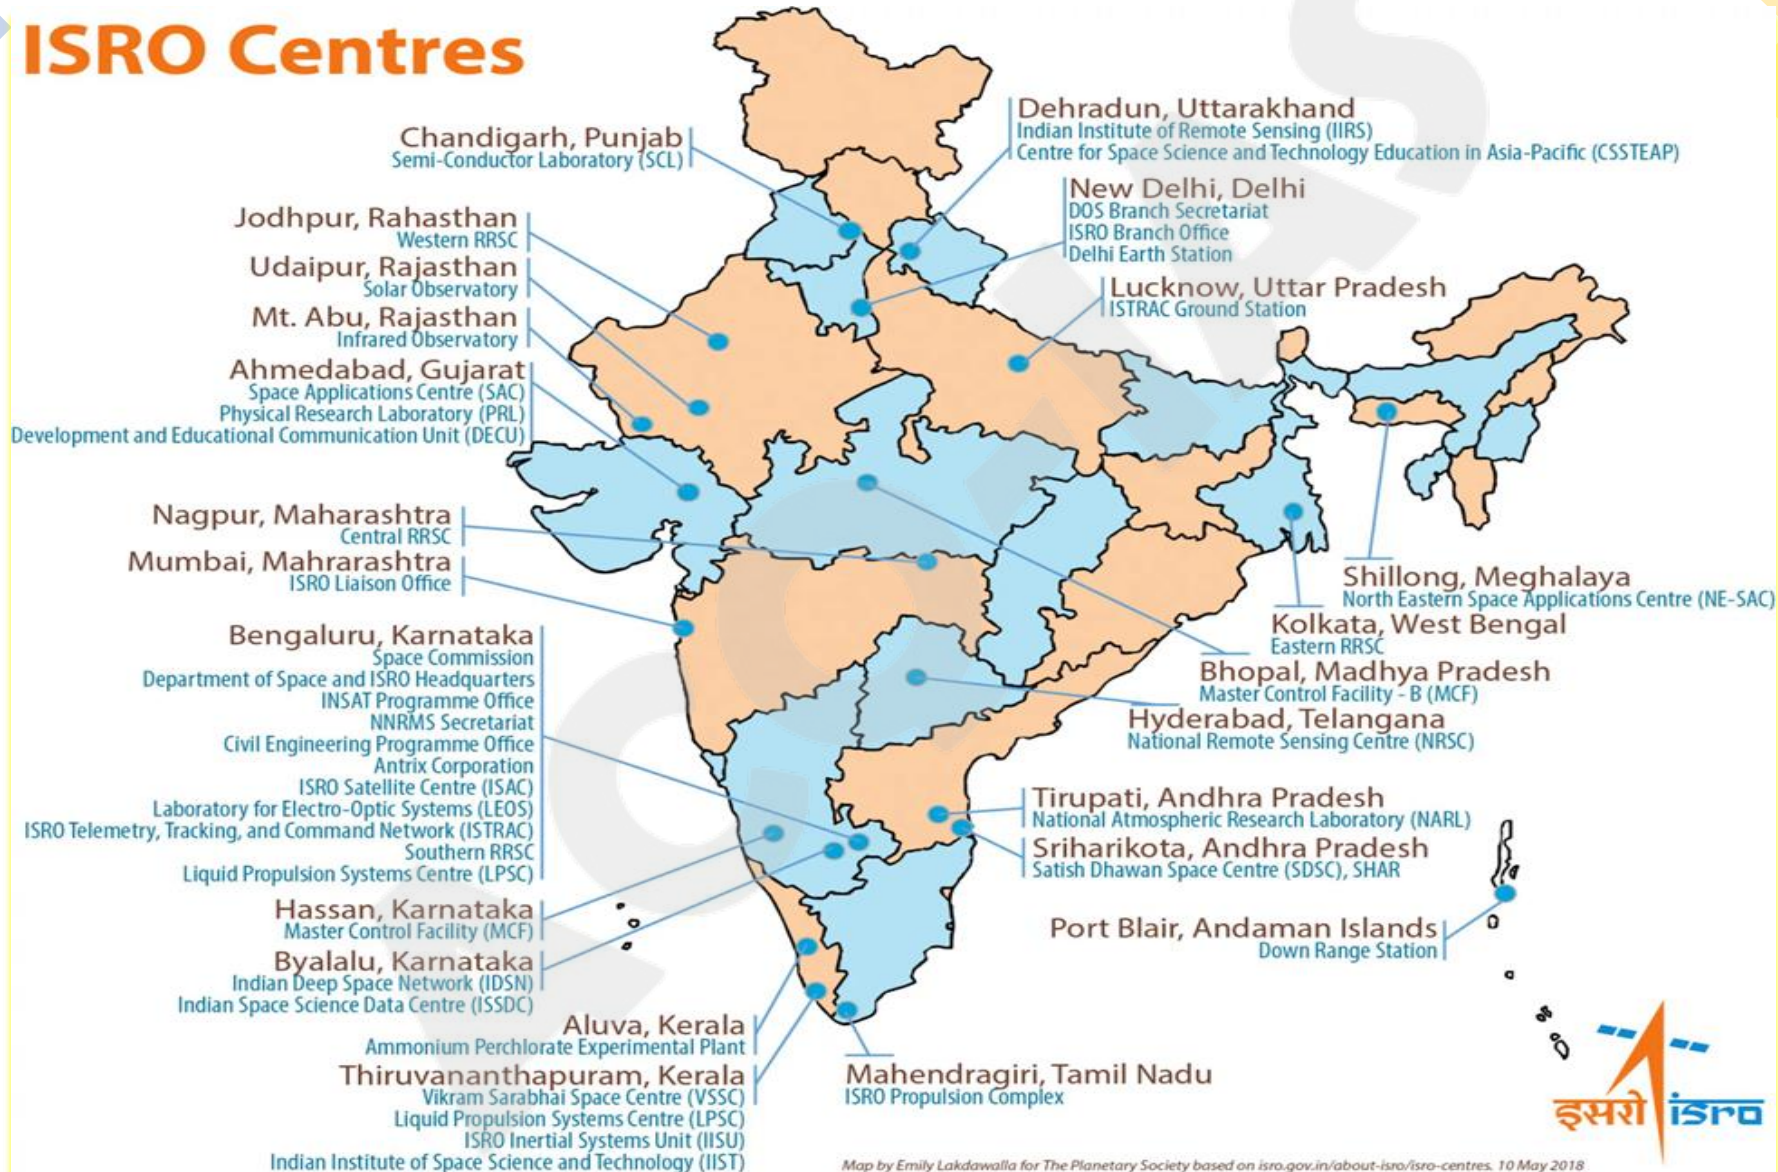 ISRO Centres
Chandigarh, Punjab
Semi-Conductor Laboratory (SCL)
Jodhpur, Rahasthan
Western RRSC
Udaipur, Rajasthan
Solar Observatory
Mt. Abu, Rajasthan
Infrared Observatory
Ahmedabad, Gujarat
Space Applications Centre (SAC)
Physical Research Laboratory (PRL)
Development and Educational Communication Unit (DECU)
Nagpur, Maharashtra
Central RRSC
Mumbai, Mahrarashtra
ISRO Liaison Office
Bengaluru, Karnataka
Space Commission
Department of Space and ISRO Headquarters
INSAT Programme Office
NNRMS Secretariat
Civil Engineering Programme Office
Antrix Corporation
ISRO Satellite Centre (ISAC)
Laboratory for Electro-Optic Systems (LEOS)
ISRO Telemetry, Tracking, and Command Network (ISTRAC)
Southern RRSC
Liquid Propulsion Systems Centre (LPSC)
Hassan, Karnataka
Master Control Facility (MCF)
Byalalu, Karnataka
Indian Deep Space Network (IDSN)
Indian Space Science Data Centre (ISSDC)
Aluva, Kerala
Ammonium Perchlorate Experimental Plant
Thiruvananthapuram, Kerala
Vikram Sarabhai Space Centre (VSSC)
Liquid Propulsion Systems Centre (LPSC)
ISRO Inertial Systems Unit (IISU)
Indian Institute of Space Science and Technology (IIST)
Dehradun, Uttarakhand
Indian Institute of Remote Sensing (IIRS)
Centre for Space Science and Technology Education in Asia-Pacific (CSSTEAP)
New Delhi, Delhi
DOS Branch Secretariat
ISRO Branch Office
Delhi Earth Station
Lucknow, Uttar Pradesh
ISTRAC Ground Station
Shillong, Meghalaya
North Eastern Space Applications Centre (NE-SAC)
Kolkata, West Bengal
Eastern RRSC
Bhopal, Madhya Pradesh
Master Control Facility - B (MCF)
Hyderabad, Telangana
National Remote Sensing Centre (NRSC)
Tirupati, Andhra Pradesh
National Atmospheric Research Laboratory (NARL)
Sriharikota, Andhra Pradesh
Satish Dhawan Space Centre (SDSC), SHAR
Port Blair, Andaman Islands
Down Range Station
Mahendragiri, Tamil Nadu
ISRO Propulsion Complex
इसरो isro
Map by Emily Lakdawalla for The Planetary Society based on isro.gov.in/about-isro/isro-centres. 10 May 2018